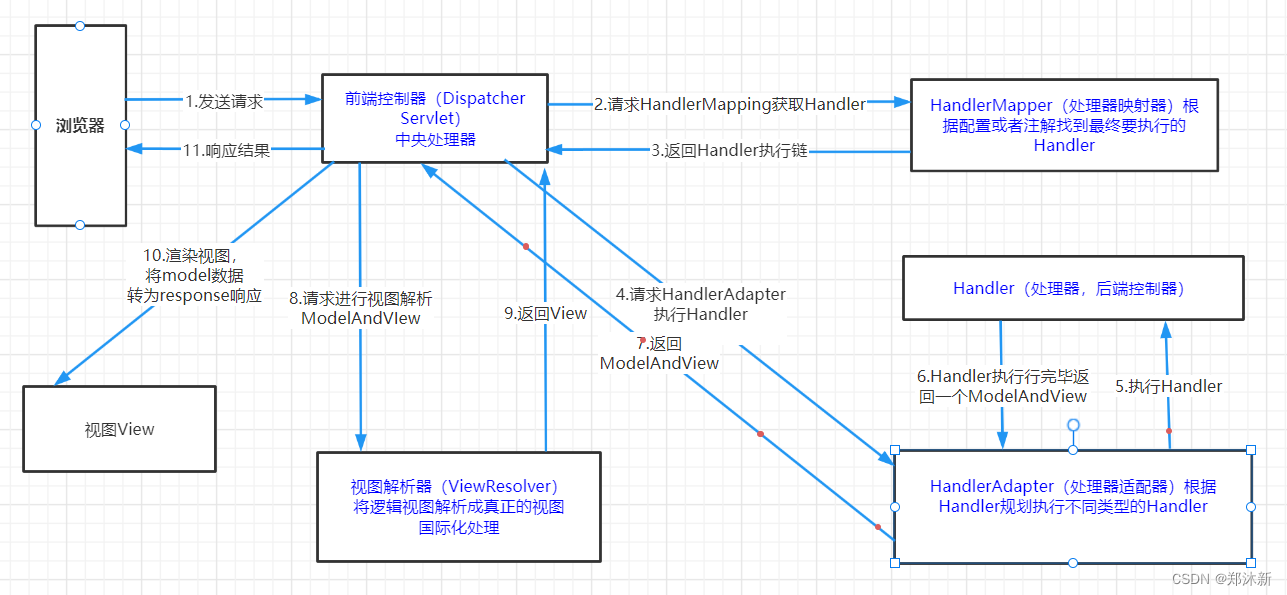 浏览器
1.发送请求
11.响应结果
前端控制器（Dispatcher
Servlet）
中央处理器
2.请求HandlerMapping获取Handler
3.返回Handler执行链
HandlerMapper（处理器映射器）根
据配置或者注解找到最终要执行的
Handler
10.渲染视图，
将model数据
转为response响应
8.请求进行视图解析
ModelAndVIew
9.返回View
4.请求HandlerAdapter
执行Handler
7.返回
ModelAndView
Handler（处理器，后端控制器）
6.Handler执行行完毕返
回一个ModelAndView
5.执行Handler
视图View
视图解析器（ViewResolver）
将逻辑视图解析成真正的视图
国际化处理
HandlerAdapter（处理器适配器）根据
Handler规划执行不同类型的Handler
CSDN @郑沐新